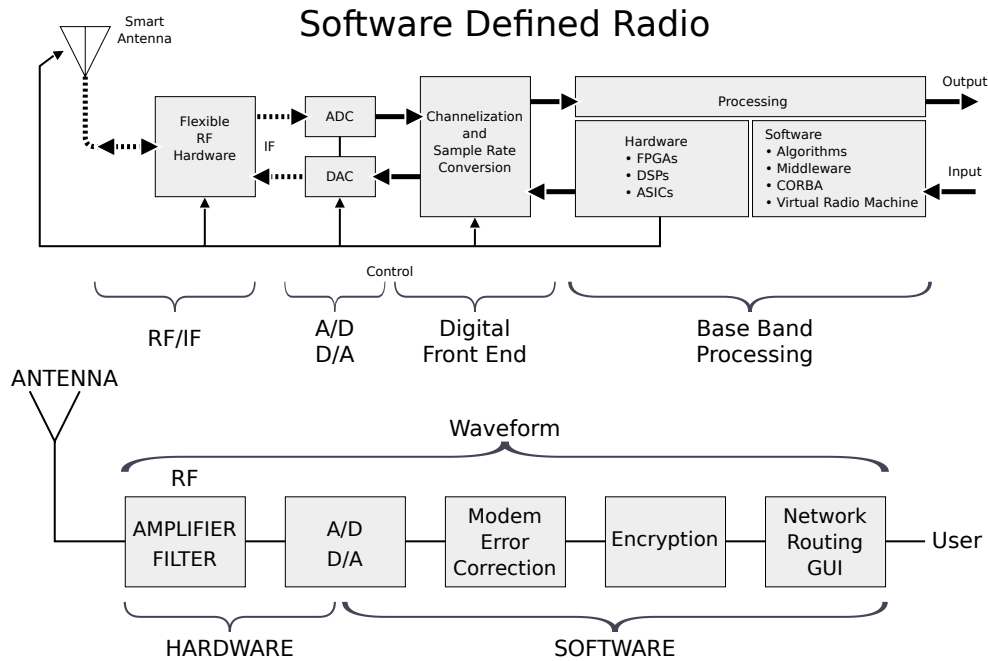 Software Defined Radio
Smart
Antenna
Flexible
RF
Hardware
IF
ADC
DAC
Channelization
and
Sample Rate
Conversion
Processing
Hardware
• FPGAs
• DSPs
• ASICs
Software
• Algorithms
• Middleware
• CORBA
• Virtual Radio Machine
Output
Input
Control
RF/IF
A/D
D/A
Digital
Front End
Base Band
Processing
ANTENNA
Waveform
RF
AMPLIFIER
FILTER
A/D
D/A
Modem
Error
Correction
Encryption
Network
Routing
GUI
User
HARDWARE
SOFTWARE